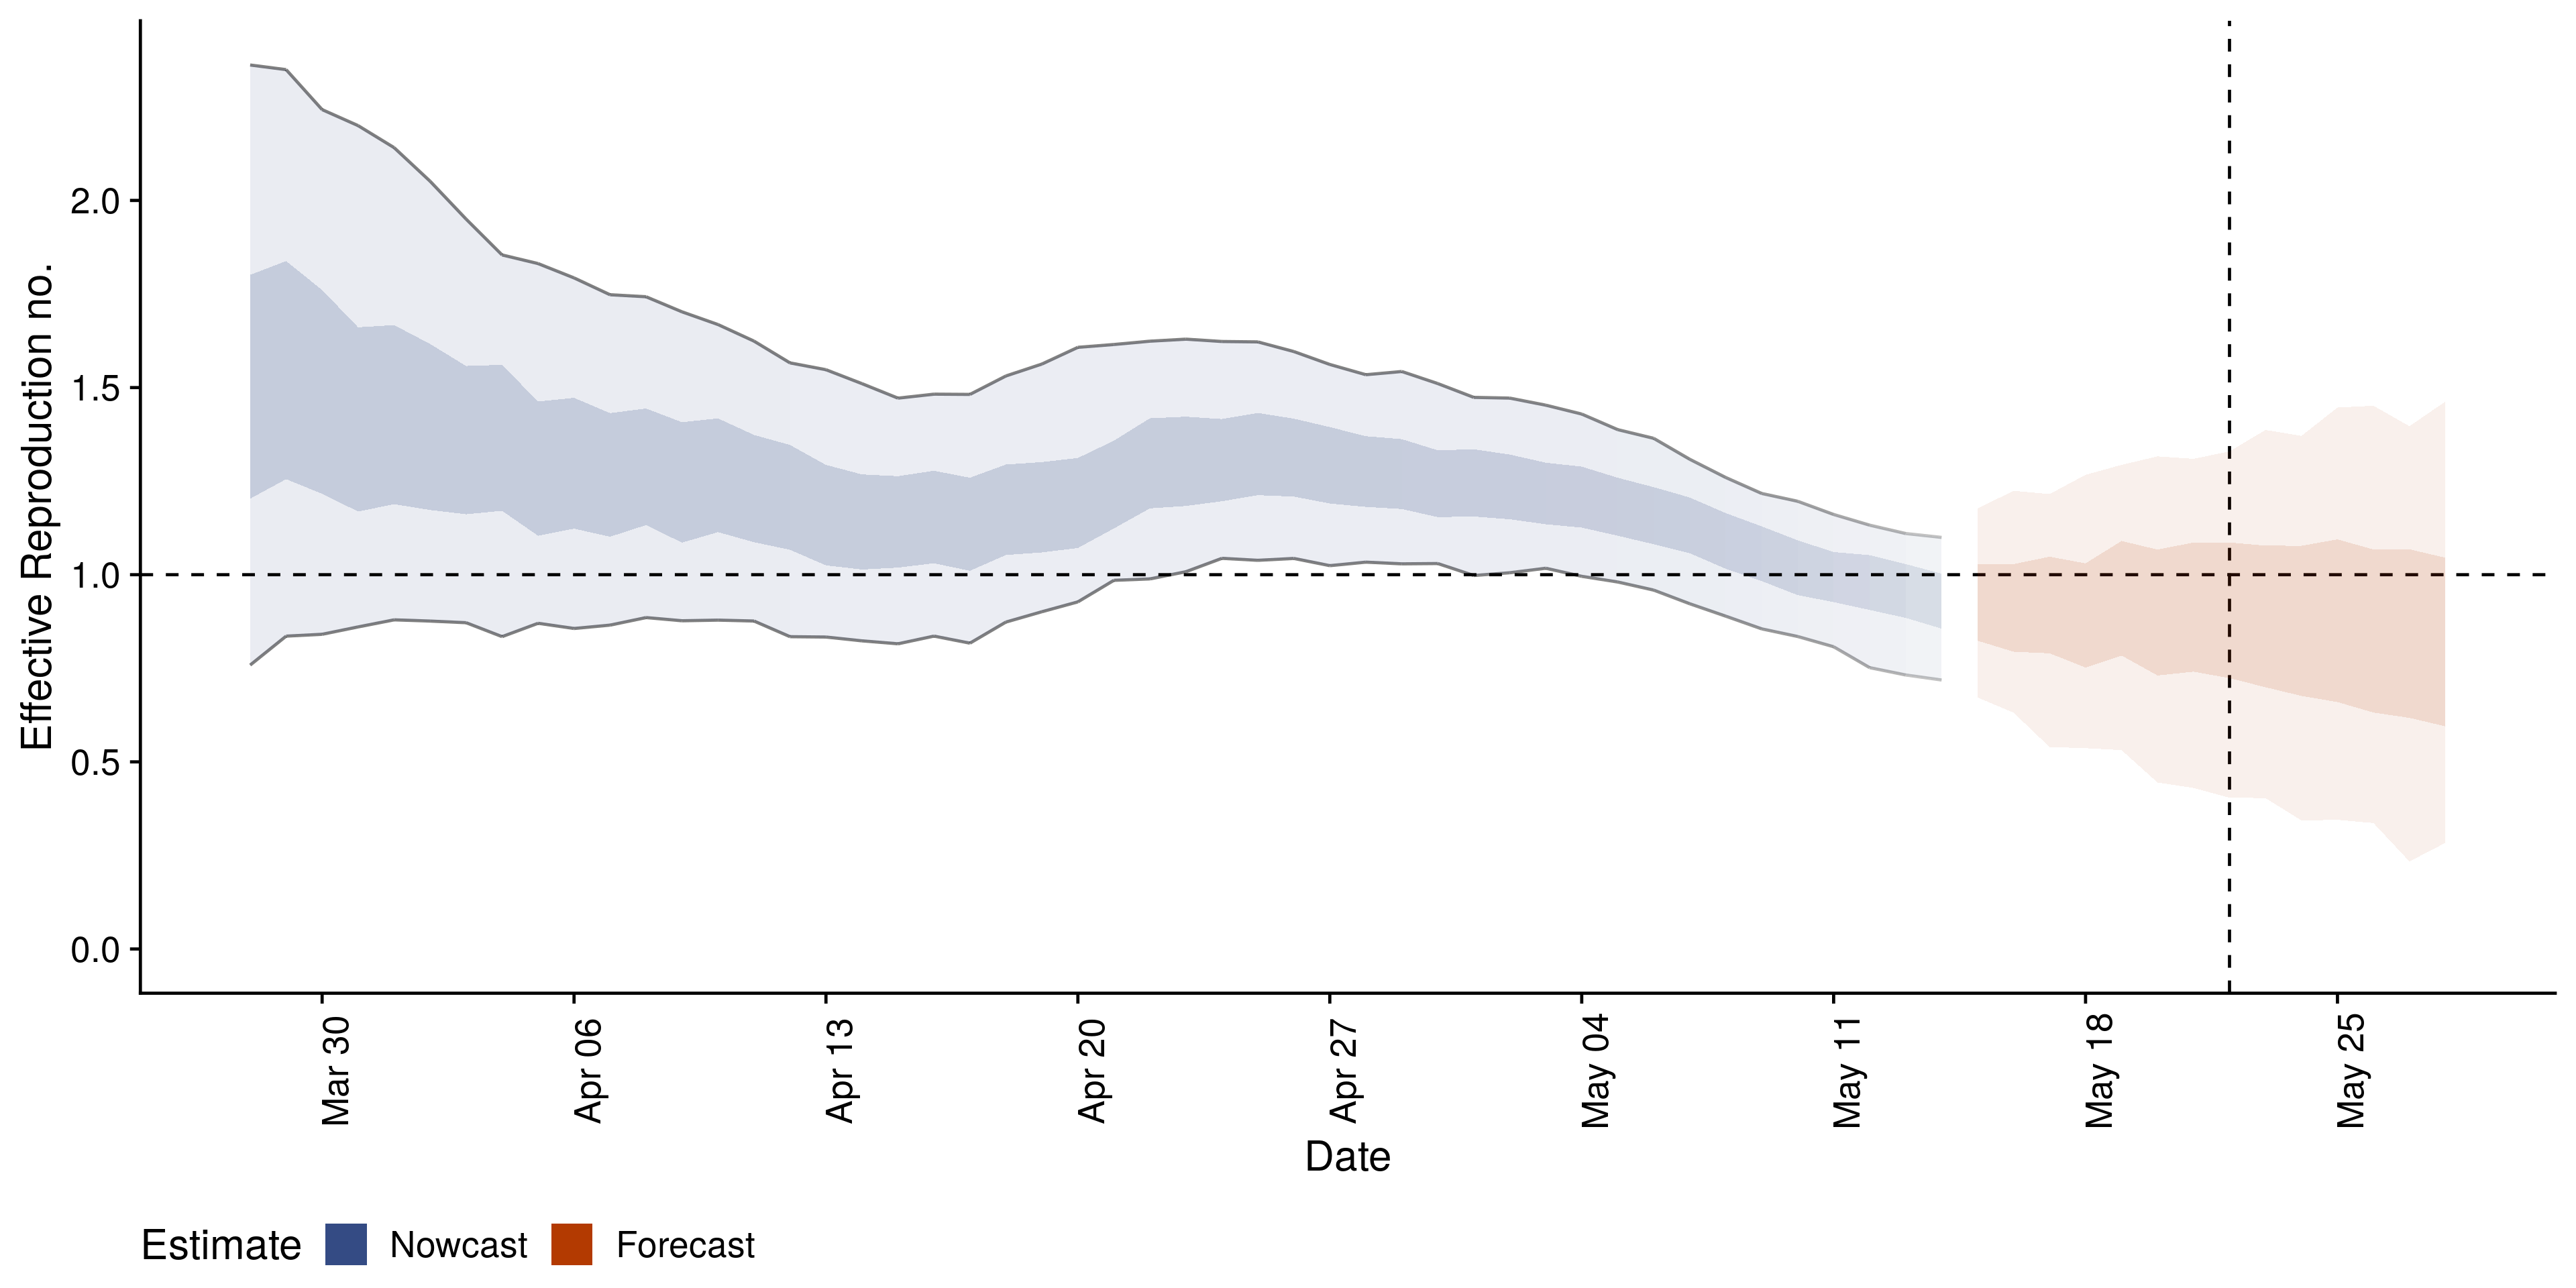 Effective Reproduction no.
2.0
1.5
1.0
0.5
0.0
Mar 30
Apr 06
Apr 13
Apr 20
Apr 27
May 04
May 11
May 18
May 25
Date
Estimate Nowcast Forecast